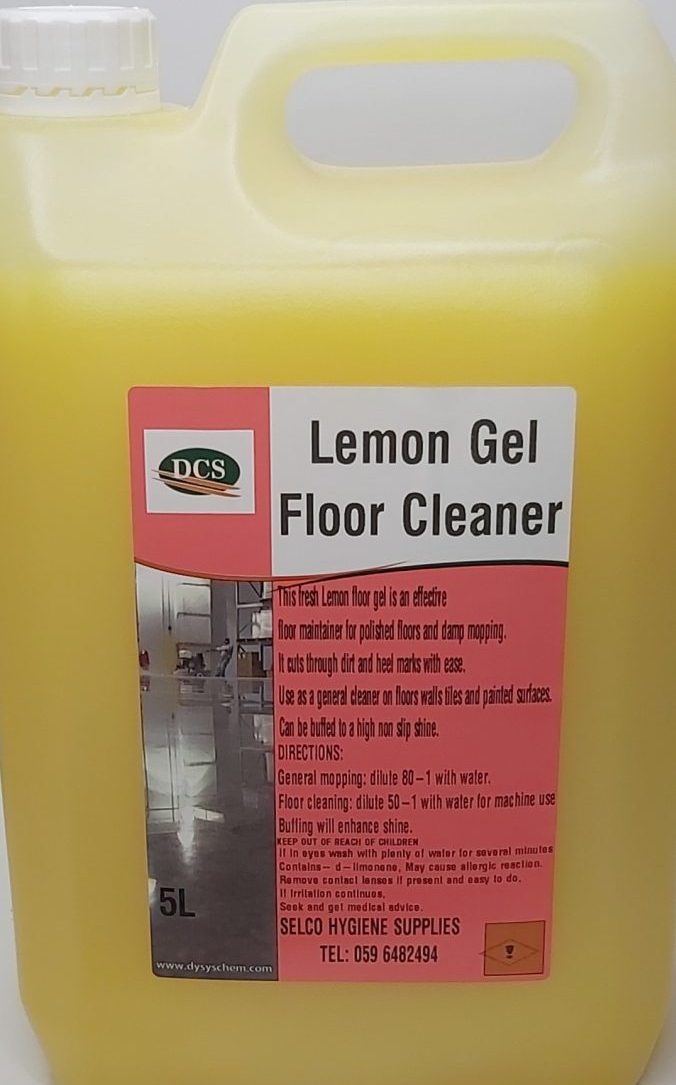 DCS
Lemon Gel
Floor Cleaner
This fresh Lemon floor gel is an effective
floor maintainer for polished floors and damp mopping.
It cuts through dirt and heel marks with ease.
Use as a general cleaner on floors walls tiles and painted surfaces.
Can be buffed to a high non slip shine.
DIRECTIONS:
General mopping: dilute 80–1 with water.
Floor cleaning: dilute 50–1 with water for machine use
Buffing will enhance shine.
KEEP OUT OF REACH OF CHILDREN
If in eyes wash with plenty of water for several minutes
Contains– d–limonene, May cause allergic reaction.
Remove contact lenses if present and easy to do.
If irritation continues,
Seek and get medical advice.
SELCO HYGIENE SUPPLIES
TEL: 059 6482494
5L
www.dysyschem.com